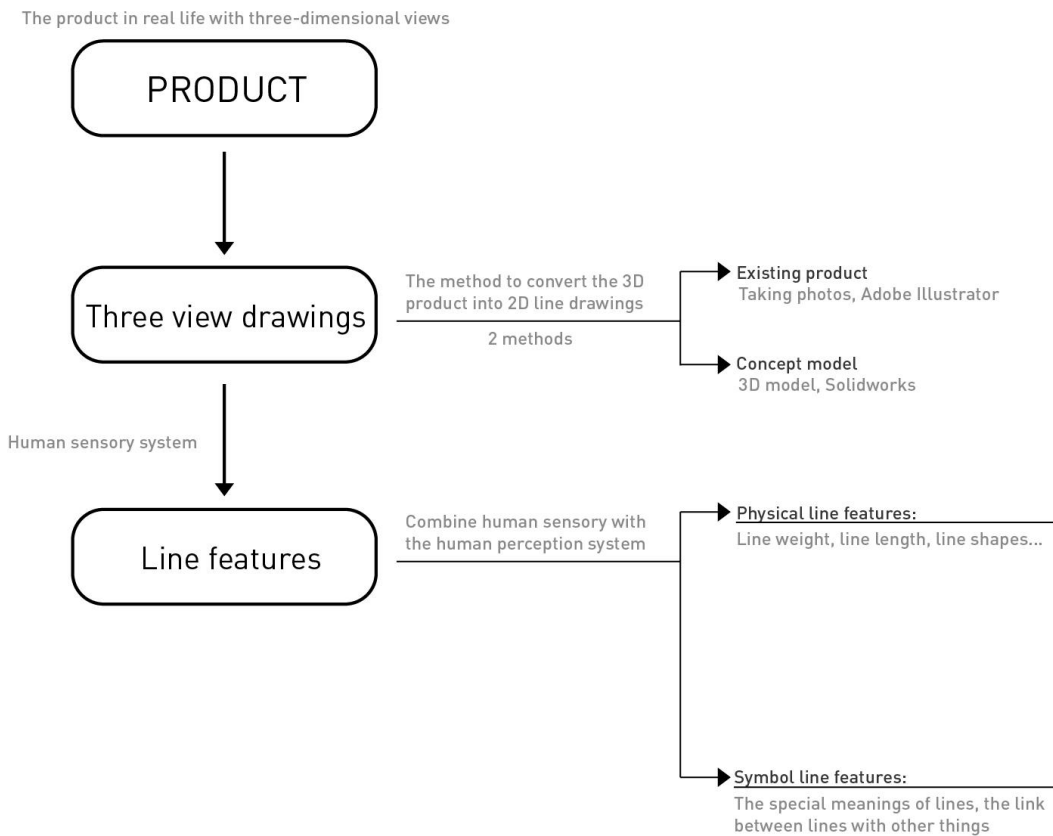 The product in real life with three-dimensional views
PRODUCT
Three view drawings
The method to convert the 3D
product into 2D line drawings
2 methods
Existing product
Taking photos, Adobe Illustrator
Concept model
3D model, Solidworks
Human sensory system
Line features
Combine human sensory with
the human perception system
Physical line features:
Line weight, line length, line shapes...
Symbol line features:
The special meanings of lines, the link
between lines with other things